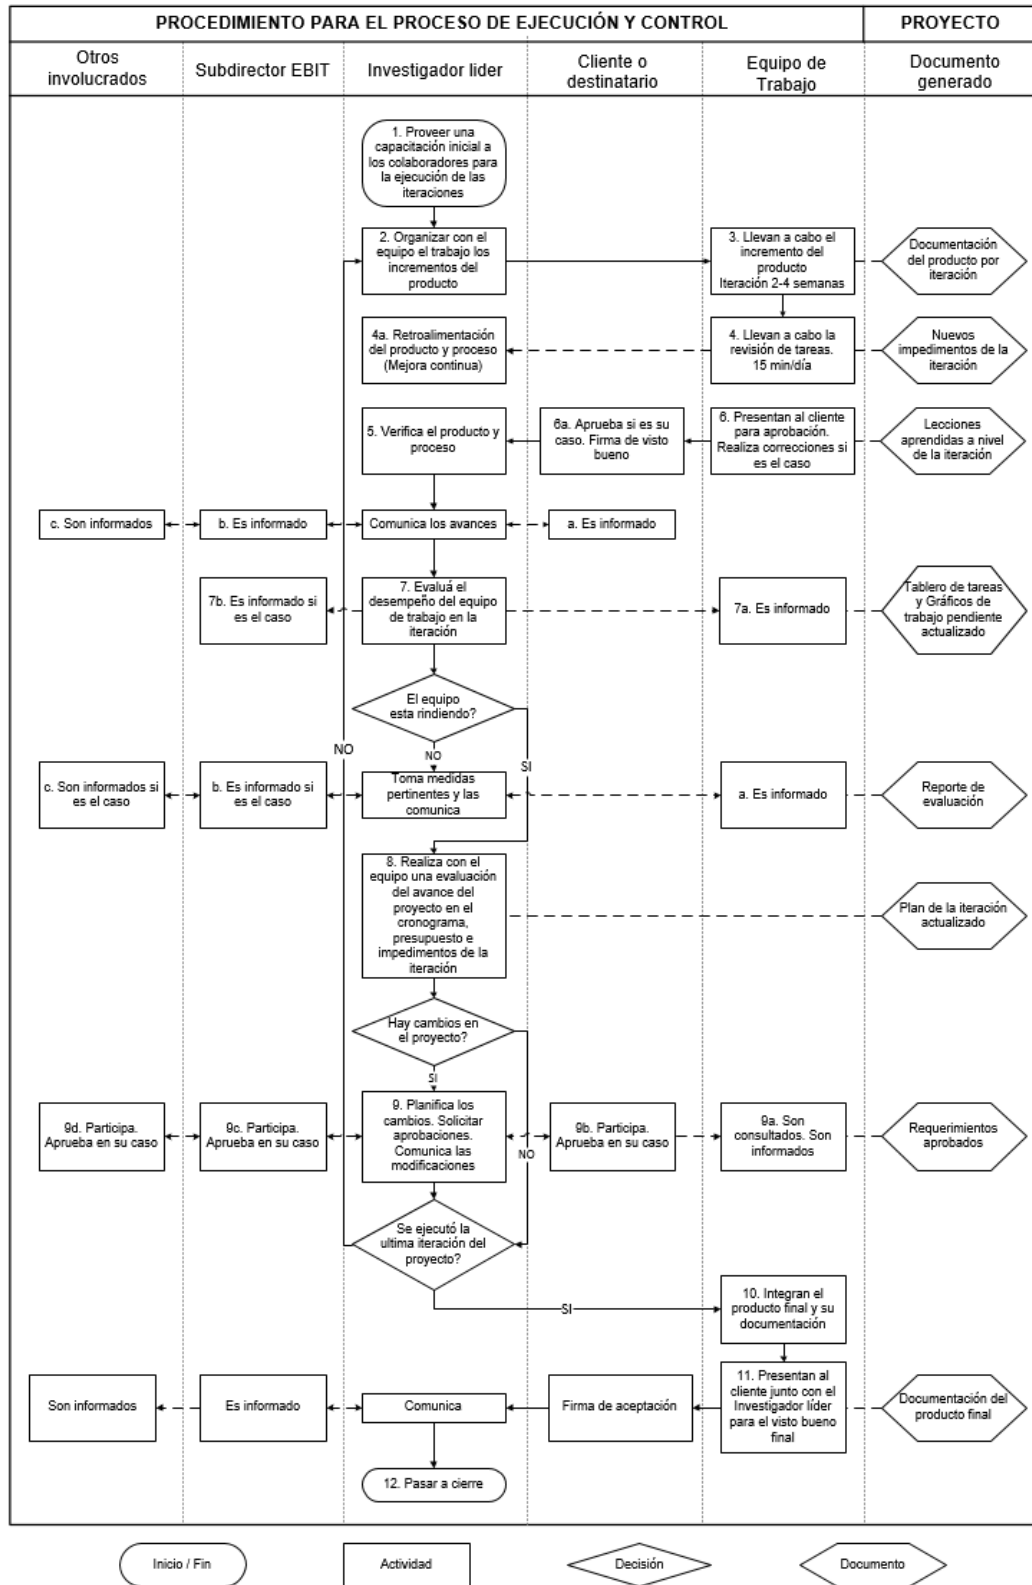 PROCEDIMIENTO PARA EL PROCESO DE EJECUCIÓN Y CONTROL
PROYECTO
Otros
involucrados
Subdirector EBIT
Investigador lider
Cliente o
destinatario
Equipo de
Trabajo
Documento
generado
1. Proveer una
capacitación inicial a
los colaboradores para
la ejecución de las
iteraciones
2. Organizar con el
equipo el trabajo los
incrementos del
producto
3. Llevan a cabo el
incremento del
producto
Iteración 2-4 semanas
Documentación
del producto por
iteración
4a. Retroalimentación
del producto y proceso
(Mejora continua)
4. Llevan a cabo la
revisión de tareas.
15 min/día
Nuevos
impedimentos de la
iteración
5. Verifica el producto y
proceso
6a. Aprueba si es su
caso. Firma de visto
bueno
6. Presentan al cliente
para aprobación.
Realiza correcciones si
es el caso
Lecciones
aprendidas a nivel
de la iteración
c. Son informados
b. Es informado
Comunica los avances
a. Es informado
7b. Es informado si
es el caso
7. Evaluá el
desempeño del equipo
de trabajo en la
iteración
7a. Es informado
Tablero de tareas
y Gráficos de
trabajo pendiente
actualizado
El equipo
esta rindiendo?
NO
NO
SI
c. Son informados si
es el caso
b. Es informado si
es el caso
Toma medidas
pertinentes y las
comunica
a. Es informado
Reporte de
evaluación
8. Realiza con el
equipo una evaluación
del avance del
proyecto en el
cronograma,
presupuesto e
impedimentos de la
iteración
Plan de la iteración
actualizado
Hay cambios en
el proyecto?
SI
9d. Participa.
Aprueba en su caso
9c. Participa.
Aprueba en su caso
9. Planifica los
cambios. Solicitar
aprobaciones.
Comunica las
modificaciones
NO
9b. Participa.
Aprueba en su caso
9a. Son
consultados. Son
informados
Requerimientos
aprobados
Se ejecutó la
ultima iteración del
proyecto?
SI
10. Integran el
producto final y su
documentación
Son informados
Es informado
Comunica
Firma de aceptación
11. Presentan al
cliente junto con el
Investigador líder
para el visto bueno
final
Documentación del
producto final
12. Pasar a cierre
Inicio / Fin
Actividad
Decisión
Documento